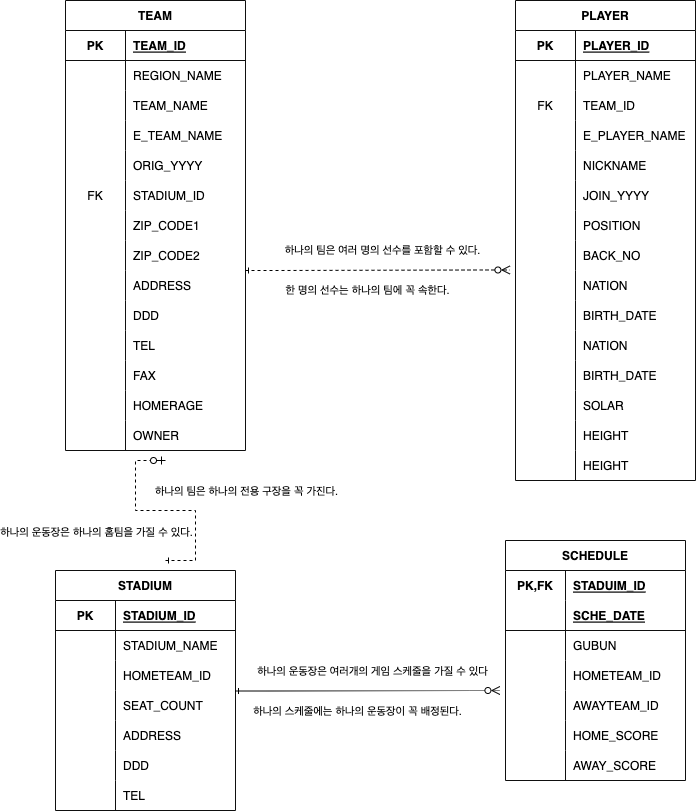 TEAM
PK TEAM_ID
REGION_NAME
TEAM_NAME
E_TEAM_NAME
ORIG_YYYY
FK STADIUM_ID
ZIP_CODE1
ZIP_CODE2
ADDRESS
DDD
TEL
FAX
HOMERAGE
OWNER
하나의 팀은 여러 명의 선수를 포함할 수 있다.
한 명의 선수는 하나의 팀에 꼭 속한다.
PLAYER
PK PLAYER_ID
PLAYER_NAME
FK TEAM_ID
E_PLAYER_NAME
NICKNAME
JOIN_YYYY
POSITION
BACK_NO
NATION
BIRTH_DATE
NATION
BIRTH_DATE
SOLAR
HEIGHT
HEIGHT
하나의 팀은 하나의 전용 구장을 꼭 가진다.
하나의 운동장은 하나의 홈팀을 가질 수 있다.
STADIUM
PK STADIUM_ID
STADIUM_NAME
HOMETEAM_ID
SEAT_COUNT
ADDRESS
DDD
TEL
하나의 운동장은 여러개의 게임 스케줄을 가질 수 있다
하나의 스케줄에는 하나의 운동장이 꼭 배정된다.
SCHEDULE
PK,FK STADUIM_ID
SCHE_DATE
GUBUN
HOMETEAM_ID
AWAYTEAM_ID
HOME_SCORE
AWAY_SCORE